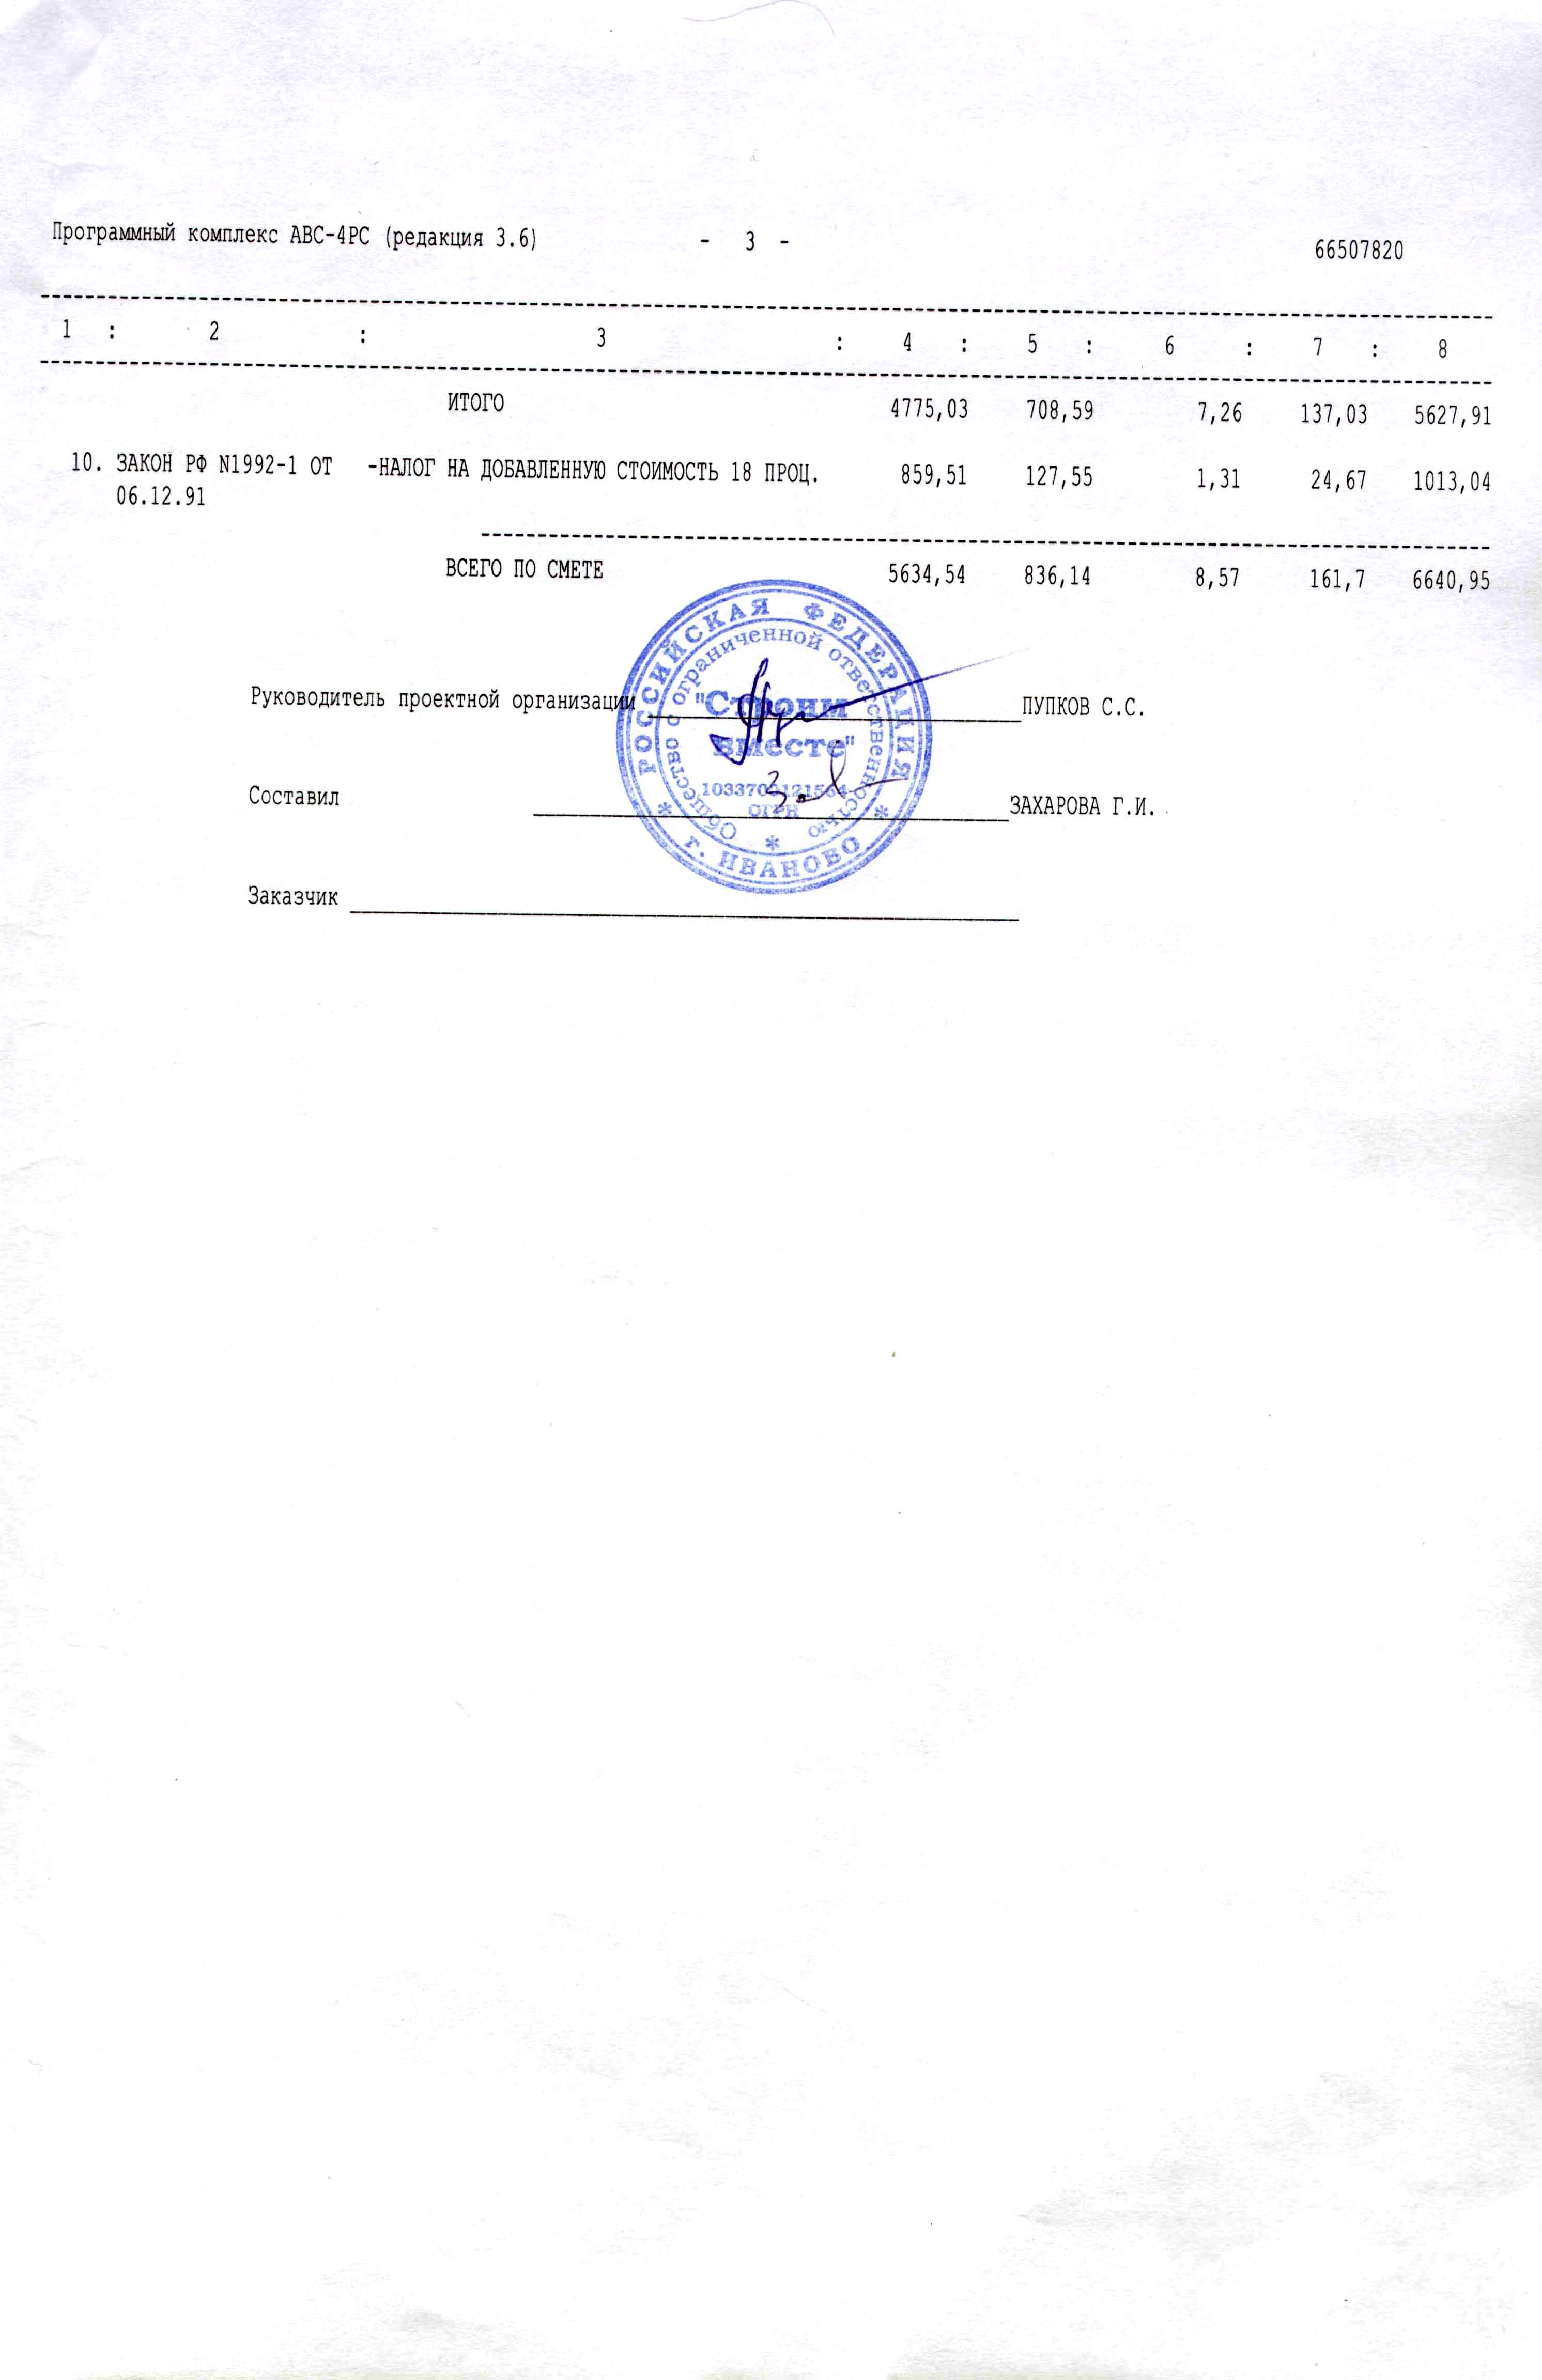 Программный комплекс АВС-4РС (редакция 3.6) - 3 - 66507820
1 : 2 : 3 : 4 : 5 : 6 : 7 : 8
ИТОГО 4775,03 708,59 7,26 137,03 5627,91
10. ЗАКОН РФ N1992-1 ОТ -НАЛОГ НА ДОБАВЛЕННУЮ СТОИМОСТЬ 18 ПРОЦ. 859,51 127,55 1,31 24,67 1013,04
06.12.91
ВСЕГО ПО СМЕТЕ 5634,54 836,14 8,57 161,7 6640,95
РОССИЙСКАЯ ФЕДЕРАЦИЯ
Общество с ограниченной ответственностью
Руководитель проектной организации ПУПКОВ С.С.
"Строим
вместе"
Составил ЗАХАРОВА Г.И.
ОГРН
* г. ИВАНОВО *
Заказчик